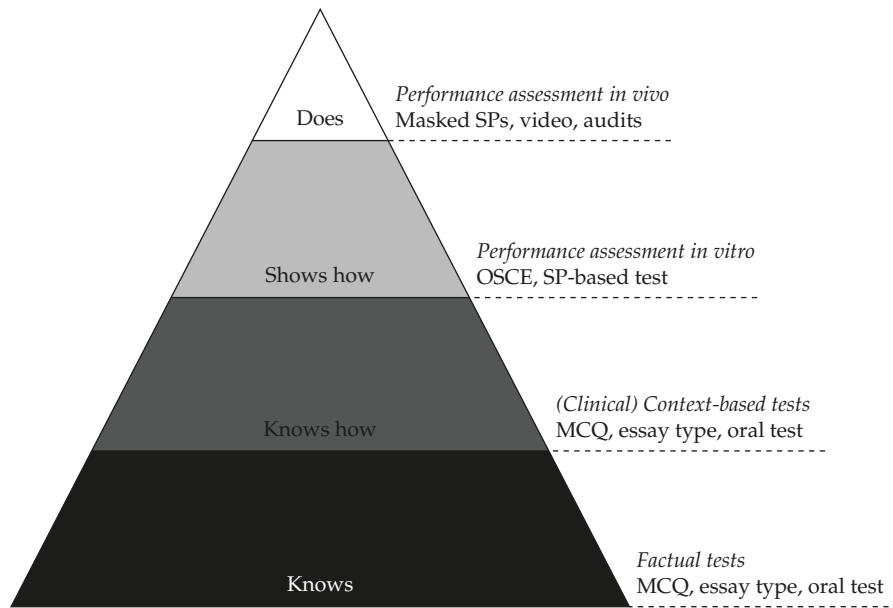 Performance assessment in vivo
Does
Masked SPs, video, audits
Performance assessment in vitro
Shows how
OSCE, SP-based test
(Clinical) Context-based tests
Knows how
MCQ, essay type, oral test
Factual tests
Knows
MCQ, essay type, oral test